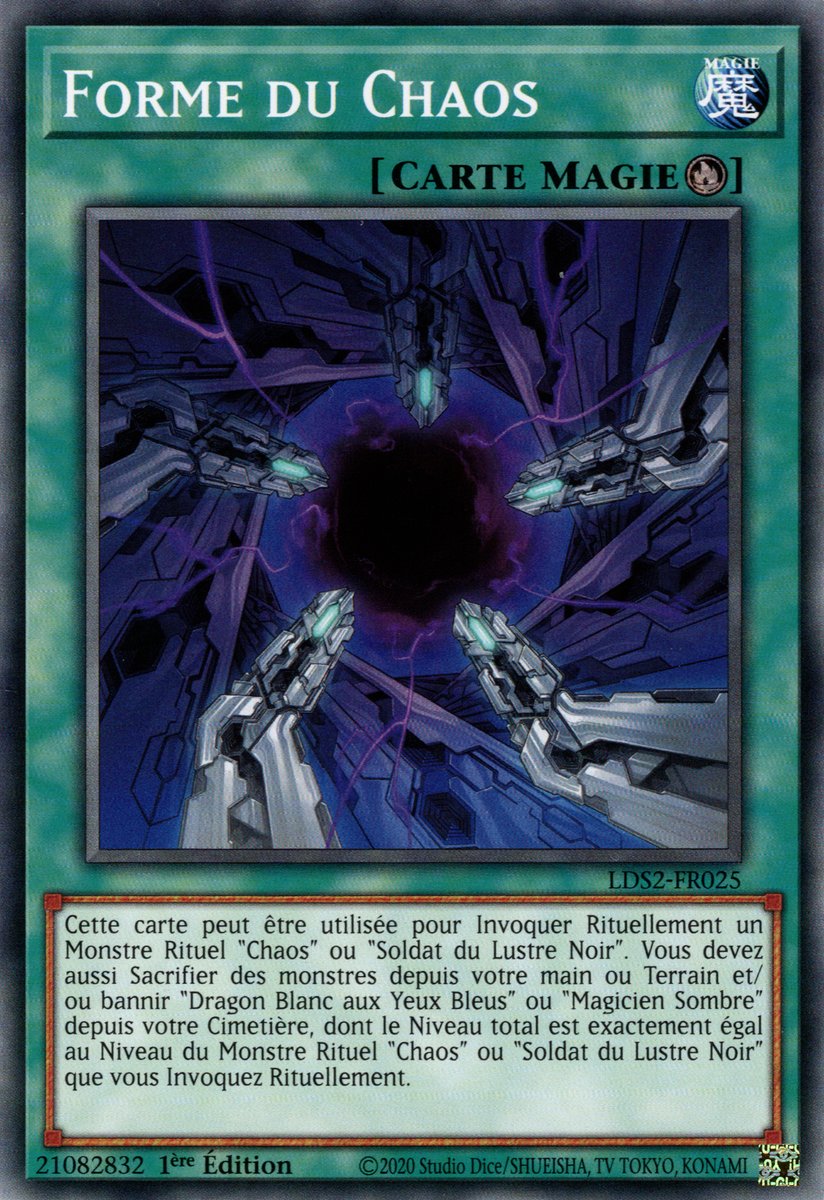 FORME DU CHAOS
MAGIE
魔
[CARTE MAGIE]
LDS2-FR025
Cette carte peut être utilisée pour Invoquer Rituellement un
Monstre Rituel "Chaos" ou "Soldat du Lustre Noir". Vous devez
aussi Sacrifier des monstres depuis votre main ou Terrain et/
ou bannir "Dragon Blanc aux Yeux Bleus" ou "Magicien Sombre"
depuis votre Cimetière, dont le Niveau total est exactement égal
au Niveau du Monstre Rituel "Chaos" ou "Soldat du Lustre Noir"
que vous Invoquez Rituellement.
21082832 1ère Édition ©2020 Studio Dice/SHUEISHA, TV TOKYO, KONAMI